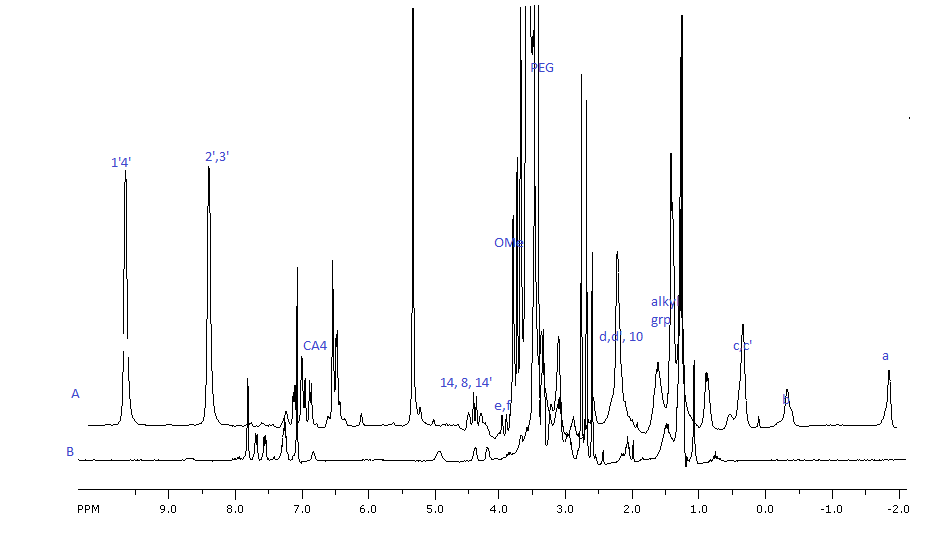 PEG
1'4'
2',3'
OMe
alky
grp
d,d', 10
CA4
c,c'
a
14, 8, 14'
A
b
e,f
B
PPM 9.0 8.0 7.0 6.0 5.0 4.0 3.0 2.0 1.0 0.0 -1.0 -2.0